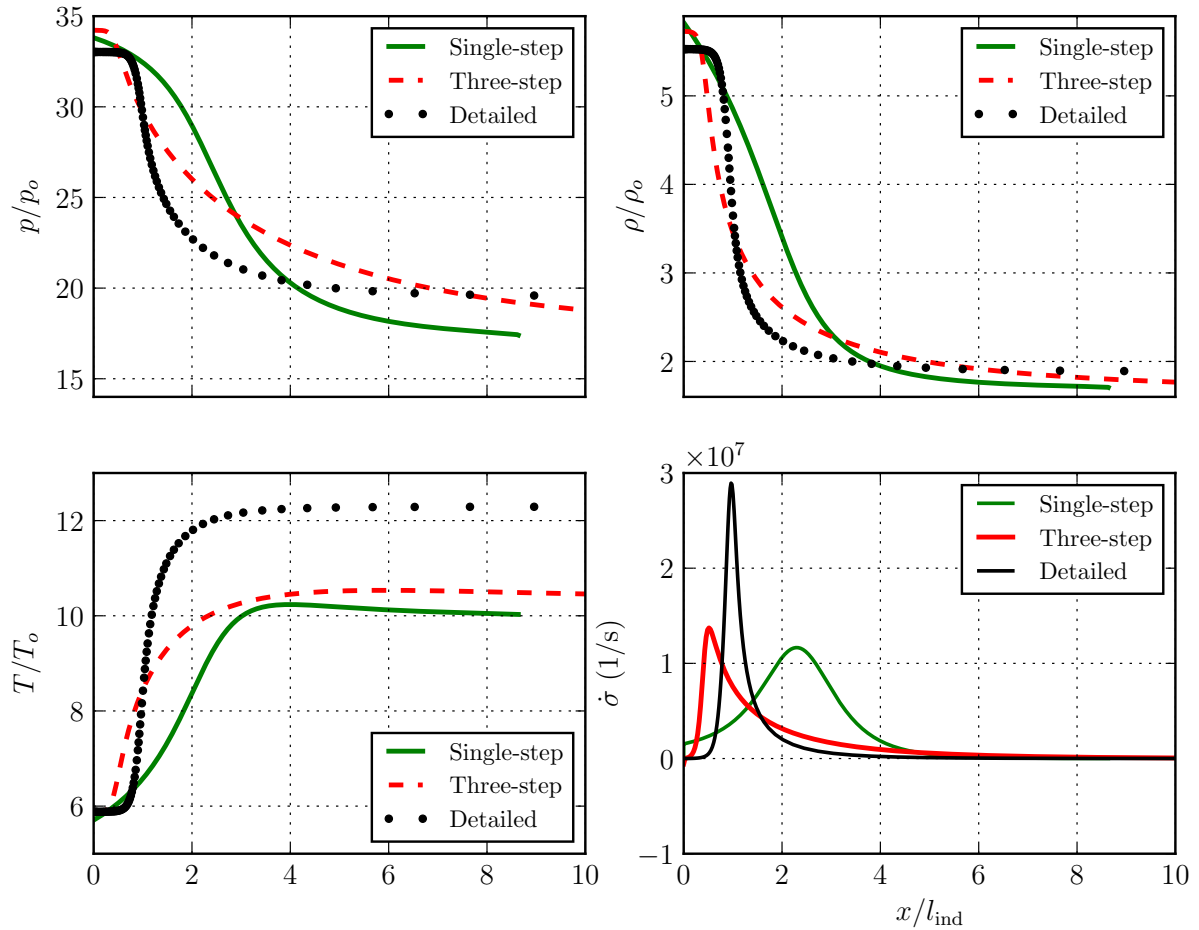 35
30
25
20
15
p/p_o
Single-step
Three-step
Detailed
5
4
3
2
ρ/ρ_o
Single-step
Three-step
Detailed
12
10
8
6
T/T_o
0 2 4 6 8 10
Single-step
Three-step
Detailed
×10^7
3
2
1
0
−1
σ̇ (1/s)
0 2 4 6 8 10
x/l_ind
Single-step
Three-step
Detailed